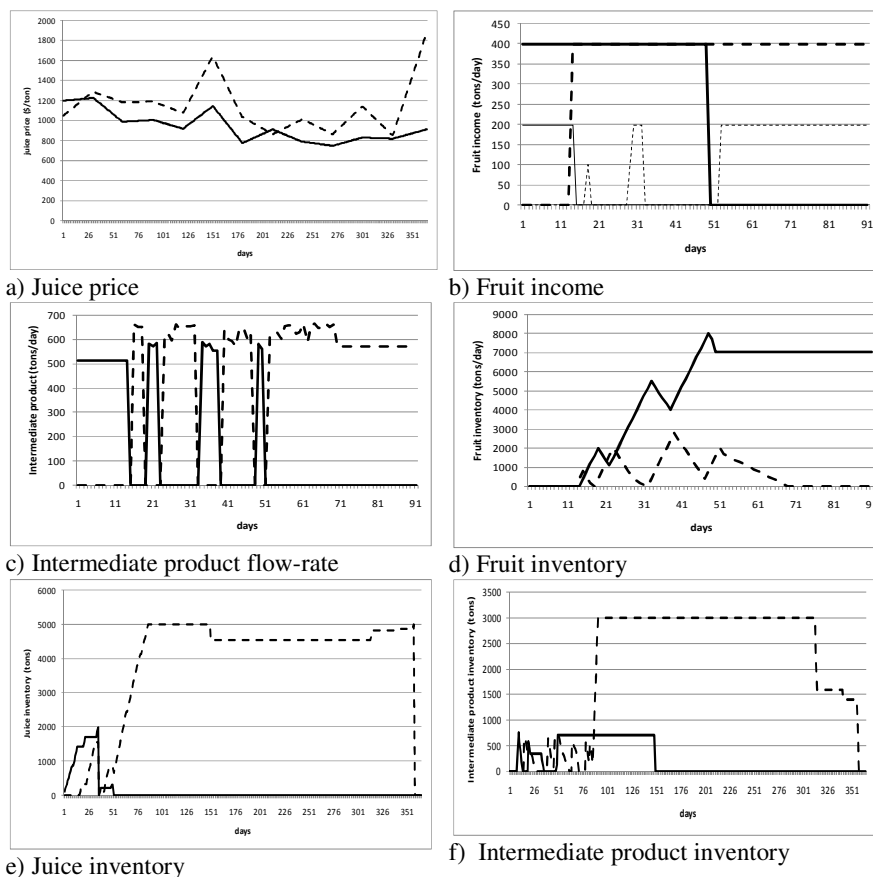 2000
1800
1600
1400
1200
1000
800
600
400
200
0
juice price ($/ton)
1 26 51 76 101 126 151 176 201 226 251 276 301 326 351
days
a) Juice price
450
400
350
300
250
200
150
100
50
0
Fruit income (tons/day)
1 11 21 31 41 51 61 71 81 91
days
b) Fruit income
700
600
500
400
300
200
100
0
Intermediate product (tons/day)
1 11 21 31 41 51 61 71 81 91
days
c) Intermediate product flow-rate
9000
8000
7000
6000
5000
4000
3000
2000
1000
0
Fruit inventory (tons/day)
1 11 21 31 41 51 61 71 81 9
days
d) Fruit inventory
6000
5000
4000
3000
2000
1000
0
Juice inventory (tons)
1 26 51 76 101 126 151 176 201 226 251 276 301 326 351
days
e) Juice inventory
3500
3000
2500
2000
1500
1000
500
0
Intermediate product inventory (tons)
1 26 51 76 101 126 151 176 201 226 251 276 301 326 351
days
f) Intermediate product inventory